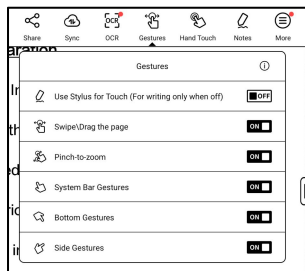 Share Sync OCR Gestures Hand Touch Notes More
Gestures
Use Stylus for Touch (For writing only when off) OFF
Swipe\Drag the page ON
Pinch-to-zoom ON
System Bar Gestures ON
Bottom Gestures ON
Side Gestures ON